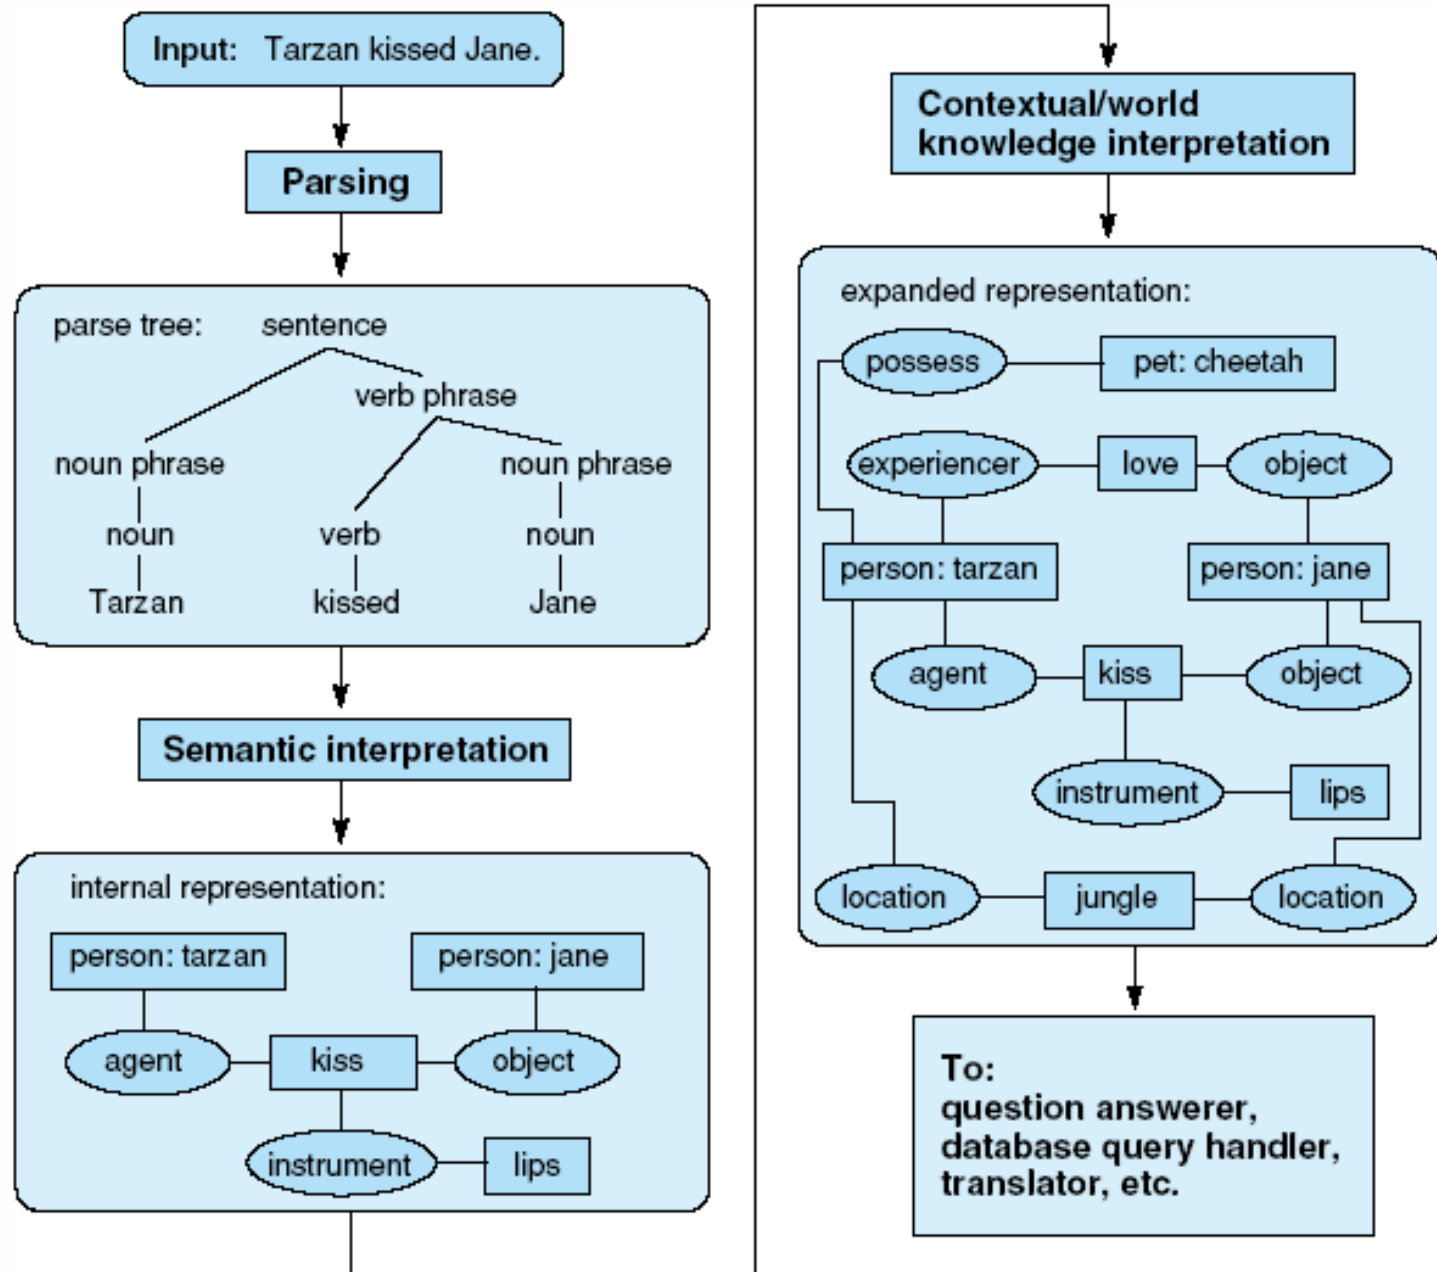 Input: Tarzan kissed Jane.
Parsing
parse tree: sentence
verb phrase
noun phrase noun phrase
noun verb noun
Tarzan kissed Jane
Semantic interpretation
internal representation:
person: tarzan person: jane
agent kiss object
instrument lips
Contextual/world
knowledge interpretation
expanded representation:
possess pet: cheetah
experiencer love object
person: tarzan person: jane
agent kiss object
instrument lips
location jungle location
To:
question answerer,
database query handler,
translator, etc.